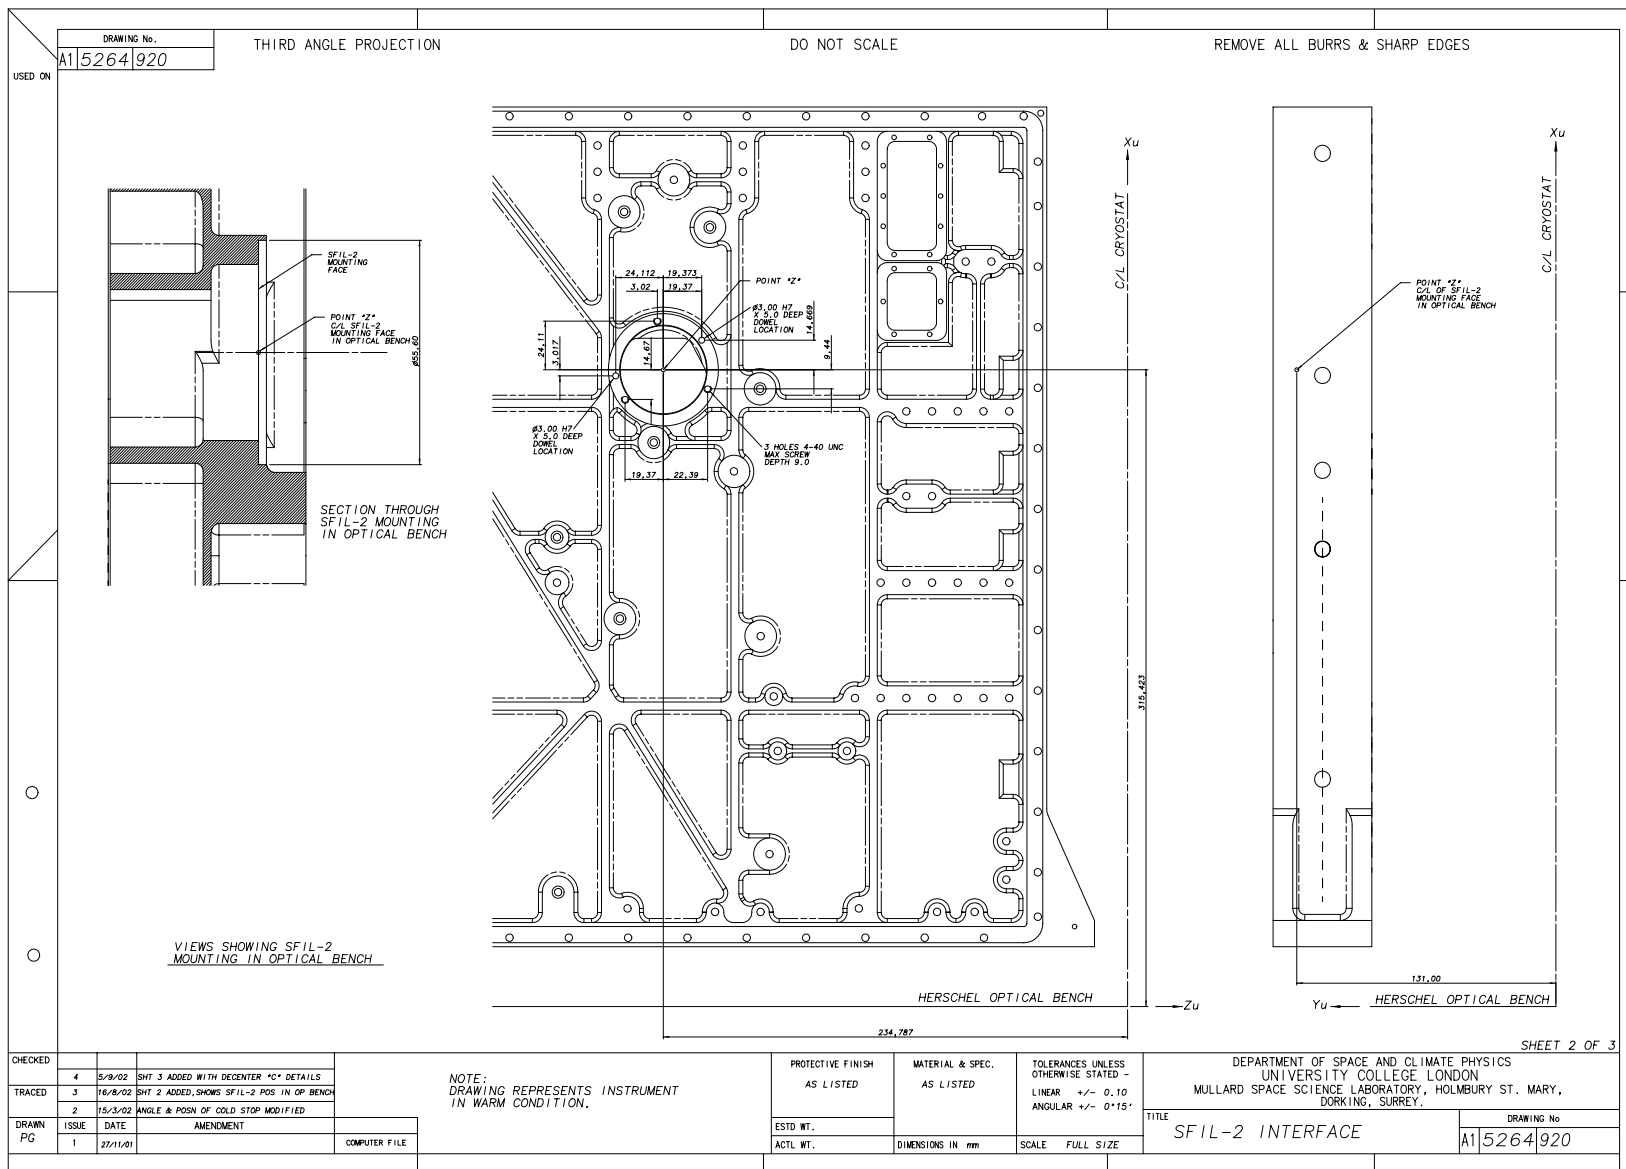 DRAWING No.
A1 5264 920
THIRD ANGLE PROJECTION
DO NOT SCALE
REMOVE ALL BURRS & SHARP EDGES
USED ON
SFIL-2
MOUNTING
FACE
POINT "Z"
C/L SFIL-2
MOUNTING FACE
IN OPTICAL BENCH
Ø55,60
SECTION THROUGH
SFIL-2 MOUNTING
IN OPTICAL BENCH
24,112
19,373
3,02
19,37
POINT "Z"
Ø3.00 H7
X 5.0 DEEP
DOWEL
LOCATION
14,669
24,11
3,017
14,67
9,44
Ø3.00 H7
X 5.0 DEEP
DOWEL
LOCATION
3 HOLES 4-40 UNC
MAX SCREW
DEPTH 9.0
19,37
22,39
Xu
C/L CRYOSTAT
315,423
Xu
C/L CRYOSTAT
POINT "Z"
C/L OF SFIL-2
MOUNTING FACE
IN OPTICAL BENCH
VIEWS SHOWING SFIL-2
MOUNTING IN OPTICAL BENCH
131,00
HERSCHEL OPTICAL BENCH
Zu
Yu
HERSCHEL OPTICAL BENCH
234,787
SHEET 2 OF 3
CHECKED
TRACED
DRAWN
PG
4 5/9/02 SHT 3 ADDED WITH DECENTER "C" DETAILS
3 16/8/02 SHT 2 ADDED,SHOWS SFIL-2 POS IN OP BENCH
2 15/3/02 ANGLE & POSN OF COLD STOP MODIFIED
ISSUE DATE AMENDMENT
1 27/11/01
COMPUTER FILE
NOTE:
DRAWING REPRESENTS INSTRUMENT
IN WARM CONDITION.
PROTECTIVE FINISH
AS LISTED
ESTD WT.
ACTL WT.
MATERIAL & SPEC.
AS LISTED
DIMENSIONS IN mm
TOLERANCES UNLESS
OTHERWISE STATED -
LINEAR +/- 0.10
ANGULAR +/- 0°15'
SCALE FULL SIZE
DEPARTMENT OF SPACE AND CLIMATE PHYSICS
UNIVERSITY COLLEGE LONDON
MULLARD SPACE SCIENCE LABORATORY, HOLMBURY ST. MARY,
DORKING, SURREY.
TITLE
SFIL-2 INTERFACE
DRAWING No
A1 5264 920